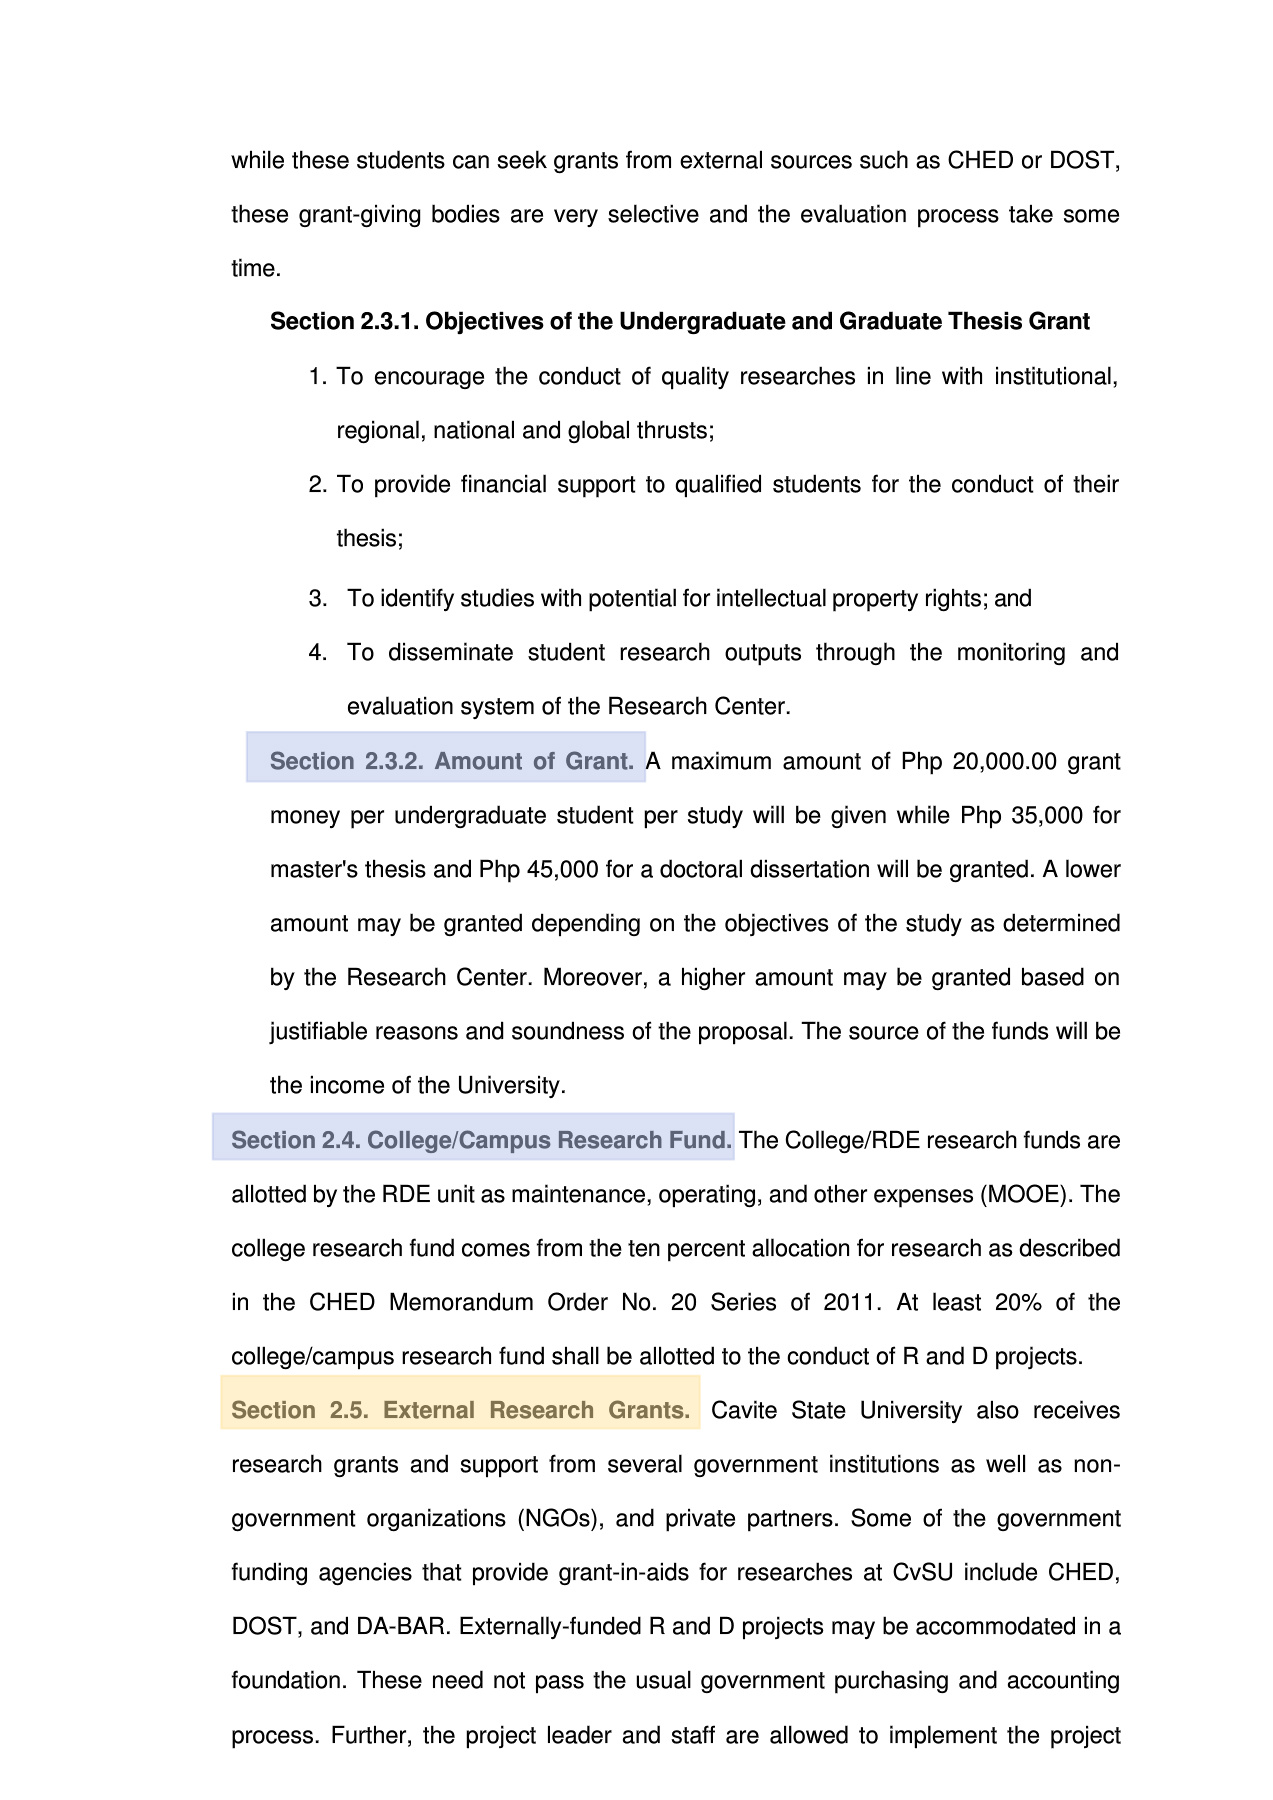 while these students can seek grants from external sources such as CHED or DOST,
these grant-giving bodies are very selective and the evaluation process take some
time.
Section 2.3.1. Objectives of the Undergraduate and Graduate Thesis Grant
1. To encourage the conduct of quality researches in line with institutional,
regional, national and global thrusts;
2. To provide financial support to qualified students for the conduct of their
thesis;
3. To identify studies with potential for intellectual property rights; and
4. To disseminate student research outputs through the monitoring and
evaluation system of the Research Center.
Section 2.3.2. Amount of Grant. A maximum amount of Php 20,000.00 grant
money per undergraduate student per study will be given while Php 35,000 for
master's thesis and Php 45,000 for a doctoral dissertation will be granted. A lower
amount may be granted depending on the objectives of the study as determined
by the Research Center. Moreover, a higher amount may be granted based on
justifiable reasons and soundness of the proposal. The source of the funds will be
the income of the University.
Section 2.4. College/Campus Research Fund. The College/RDE research funds are
allotted by the RDE unit as maintenance, operating, and other expenses (MOOE). The
college research fund comes from the ten percent allocation for research as described
in the CHED Memorandum Order No. 20 Series of 2011. At least 20% of the
college/campus research fund shall be allotted to the conduct of R and D projects.
Section 2.5. External Research Grants. Cavite State University also receives
research grants and support from several government institutions as well as non-
government organizations (NGOs), and private partners. Some of the government
funding agencies that provide grant-in-aids for researches at CvSU include CHED,
DOST, and DA-BAR. Externally-funded R and D projects may be accommodated in a
foundation. These need not pass the usual government purchasing and accounting
process. Further, the project leader and staff are allowed to implement the project